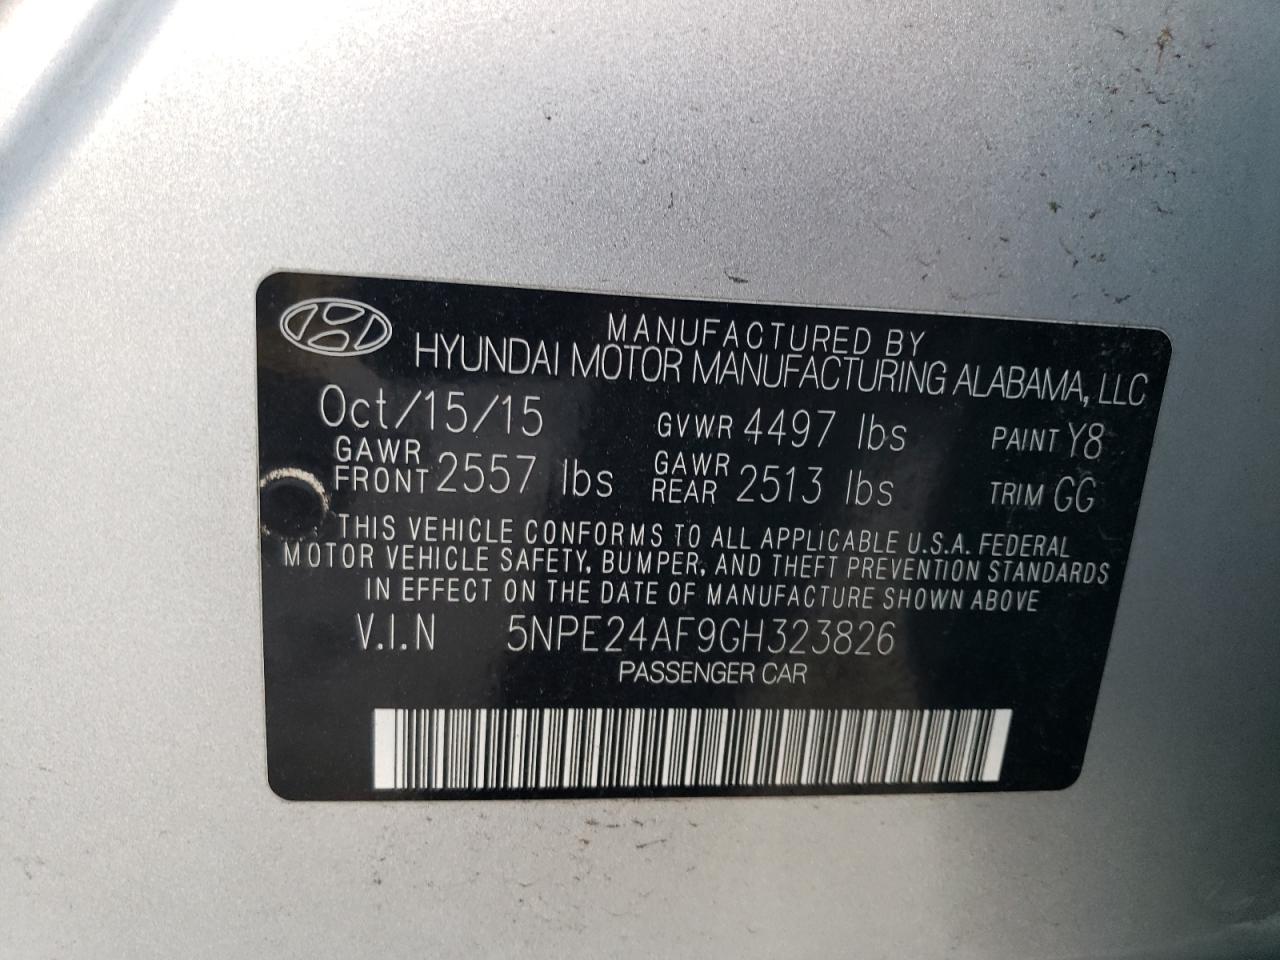 MANUFACTURED BY
HYUNDAI MOTOR MANUFACTURING ALABAMA, LLC
Oct/15/15 GVWR 4497 lbs PAINT Y8
GAWR FRONT 2557 lbs GAWR REAR 2513 lbs TRIM GG
THIS VEHICLE CONFORMS TO ALL APPLICABLE U.S.A. FEDERAL
MOTOR VEHICLE SAFETY, BUMPER, AND THEFT PREVENTION STANDARDS
IN EFFECT ON THE DATE OF MANUFACTURE SHOWN ABOVE
V.I.N 5NPE24AF9GH323826
PASSENGER CAR